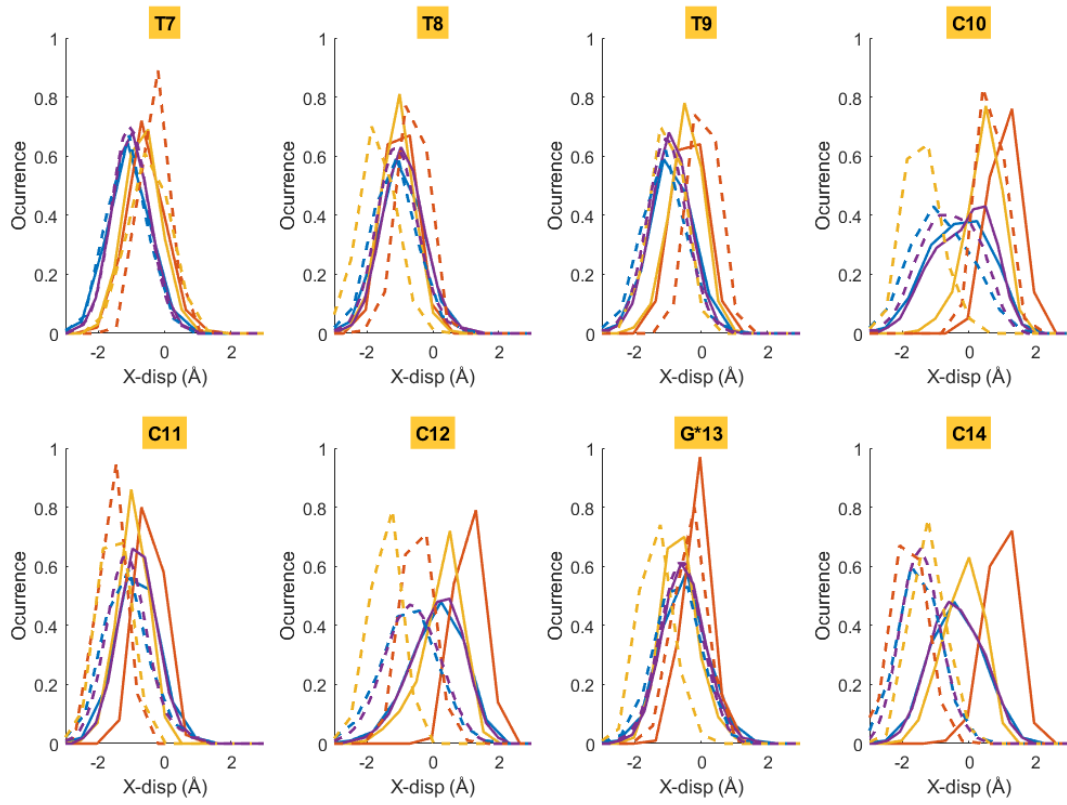 T7 T8 T9 C10
1 1 1 1
0.8 0.8 0.8 0.8
0.6 0.6 0.6 0.6
Ocurrence Ocurrence Ocurrence Ocurrence
0.4 0.4 0.4 0.4
0.2 0.2 0.2 0.2
0 0 0 0
-2 0 2 -2 0 2 -2 0 2 -2 0 2
X-disp (Å) X-disp (Å) X-disp (Å) X-disp (Å)
C11 C12 G*13 C14
1 1 1 1
0.8 0.8 0.8 0.8
0.6 0.6 0.6 0.6
Ocurrence Ocurrence Ocurrence Ocurrence
0.4 0.4 0.4 0.4
0.2 0.2 0.2 0.2
0 0 0 0
-2 0 2 -2 0 2 -2 0 2 -2 0 2
X-disp (Å) X-disp (Å) X-disp (Å) X-disp (Å)